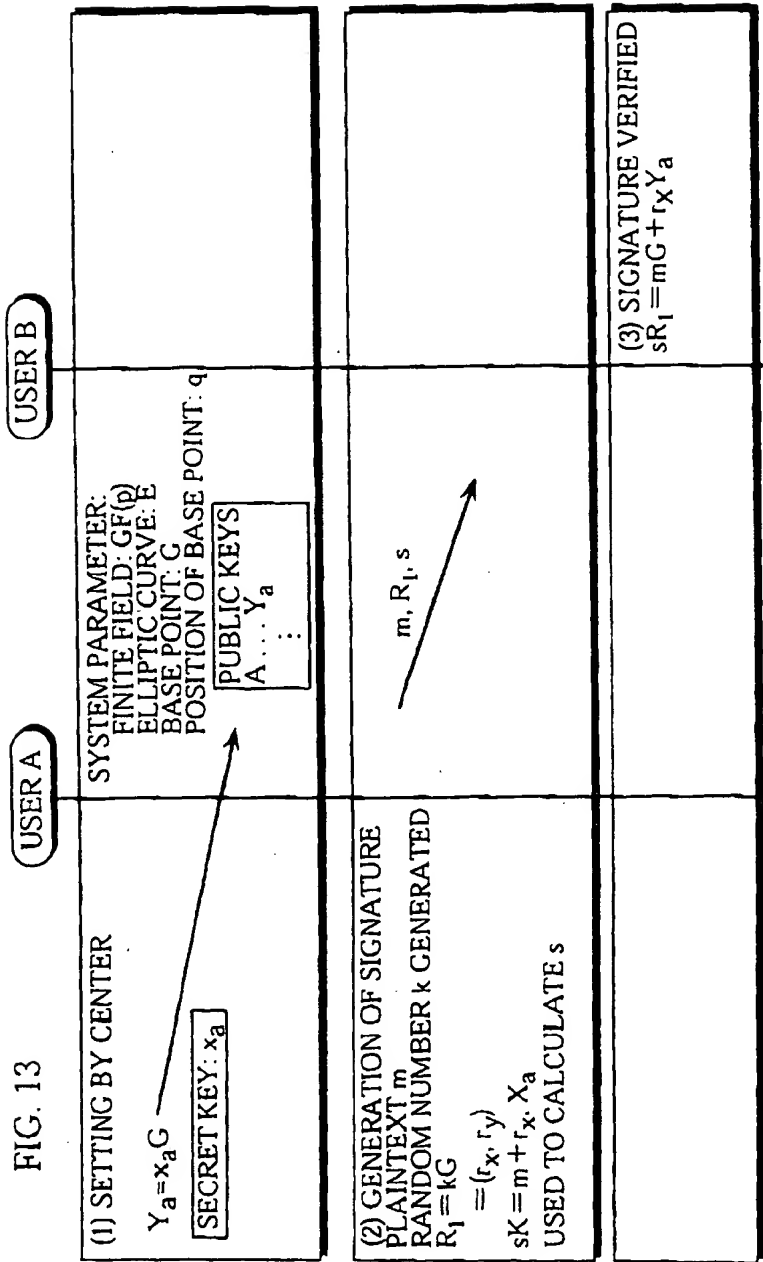 FIG. 13
USER A
USER B
(1) SETTING BY CENTER
Yₐ=xₐG
SECRET KEY: xₐ
SYSTEM PARAMETER:
FINITE FIELD: GF(p)
ELLIPTIC CURVE: E
BASE POINT: G
POSITION OF BASE POINT: q
PUBLIC KEYS
A . . . Yₐ
:
(2) GENERATION OF SIGNATURE
PLAINTEXT m
RANDOM NUMBER k GENERATED
R₁=kG
=(rₓ, r_y)
sK=m+rₓ, Xₐ
USED TO CALCULATE s
m, R₁, s
(3) SIGNATURE VERIFIED
sR₁=mG+rₓYₐ